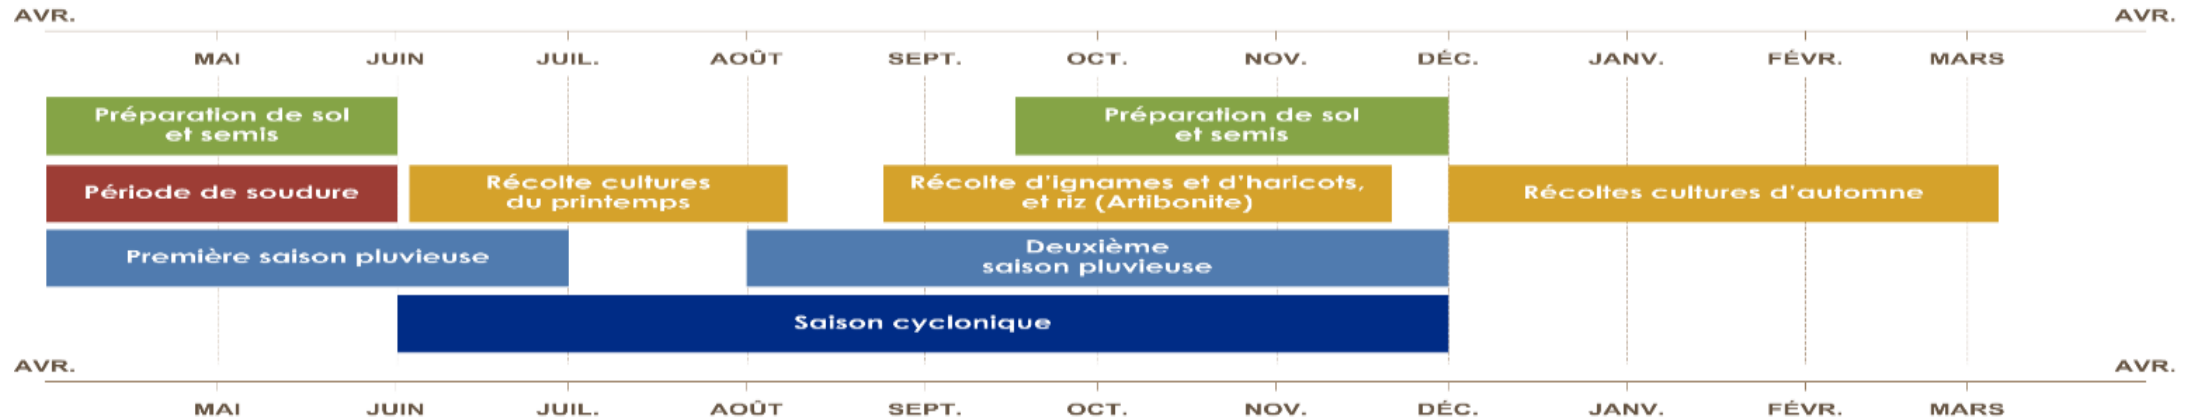 AVR. AVR.
MAI JUIN JUIL. AOÛT SEPT. OCT. NOV. DÉC. JANV. FÉVR. MARS
Préparation de sol
et semis
Préparation de sol
et semis
Période de soudure
Récolte cultures
du printemps
Récolte d'ignames et d'haricots,
et riz (Artibonite)
Récoltes cultures d'automne
Première saison pluvieuse
Deuxième
saison pluvieuse
Saison cyclonique
AVR. AVR.
MAI JUIN JUIL. AOÛT SEPT. OCT. NOV. DÉC. JANV. FÉVR. MARS